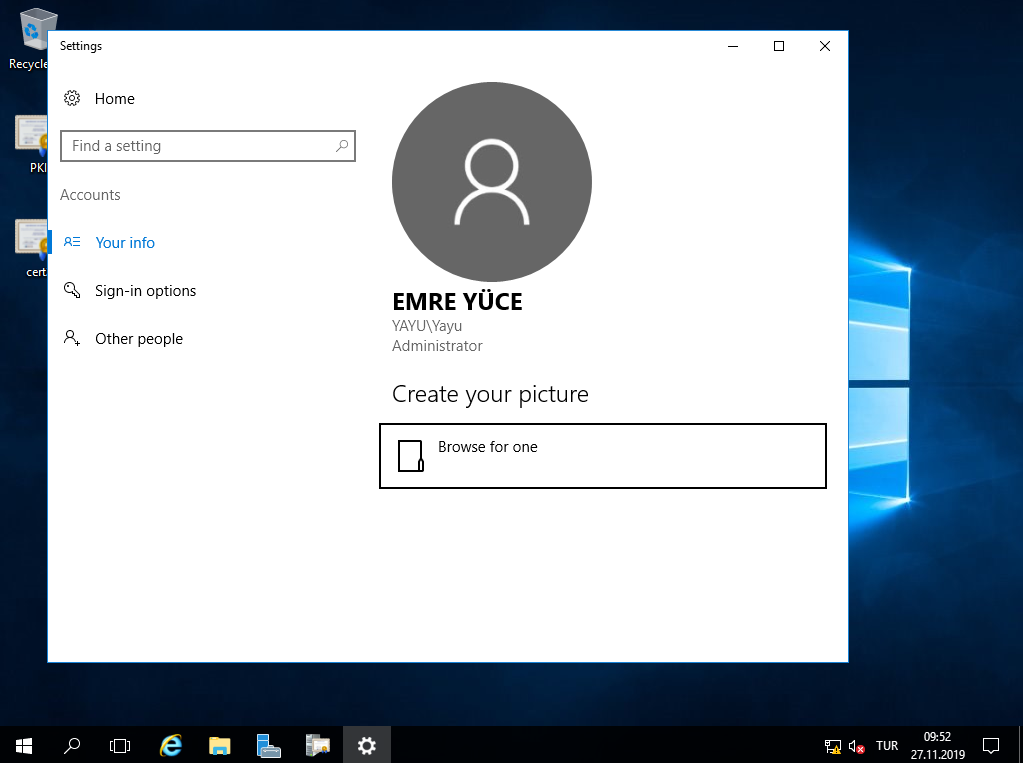 Recycle
Settings
Home
Find a setting
PKI
Accounts
Your info
cert
Sign-in options
Other people
EMRE YÜCE
YAYU\Yayu
Administrator
Create your picture
Browse for one
TUR
09:52
27.11.2019